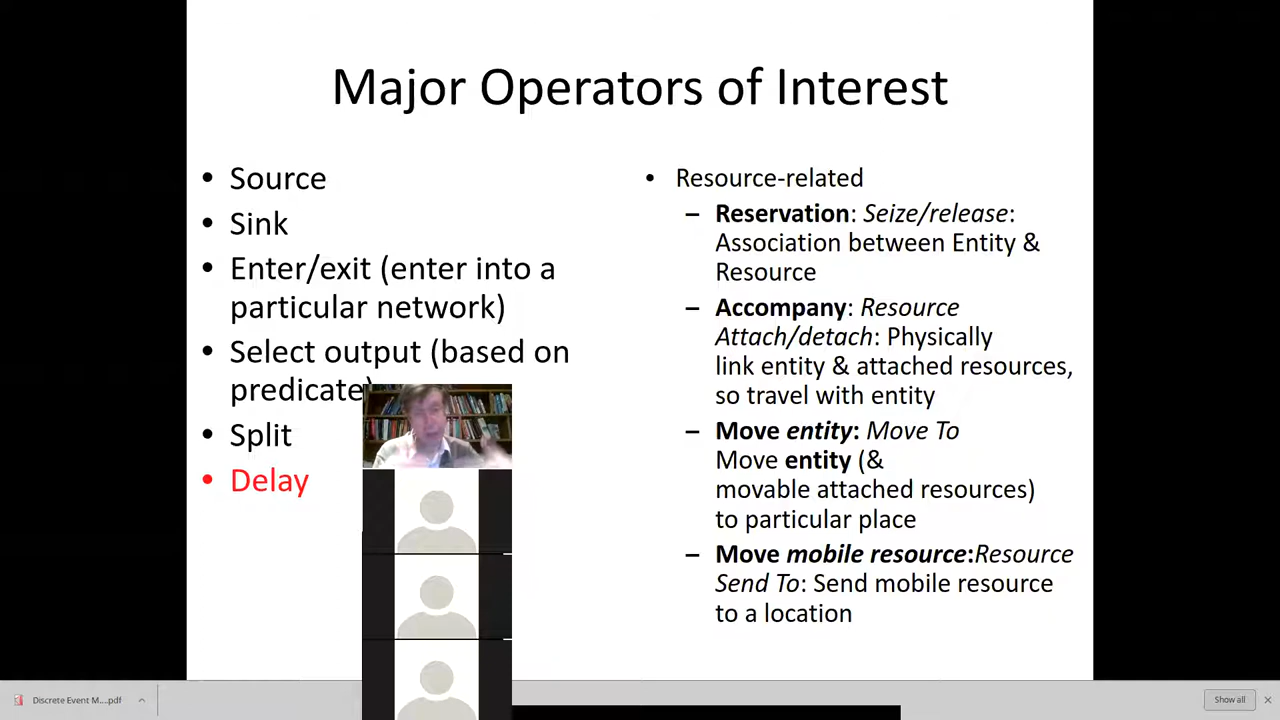 Major Operators of Interest
• Source
• Sink
• Enter/exit (enter into a
particular network)
• Select output (based on
predicate)
• Split
• Delay
• Resource-related
– Reservation: Seize/release:
Association between Entity &
Resource
– Accompany: Resource
Attach/detach: Physically
link entity & attached resources,
so travel with entity
– Move entity: Move To
Move entity (&
movable attached resources)
to particular place
– Move mobile resource:Resource
Send To: Send mobile resource
to a location
Discrete Event M....pdf
Show all